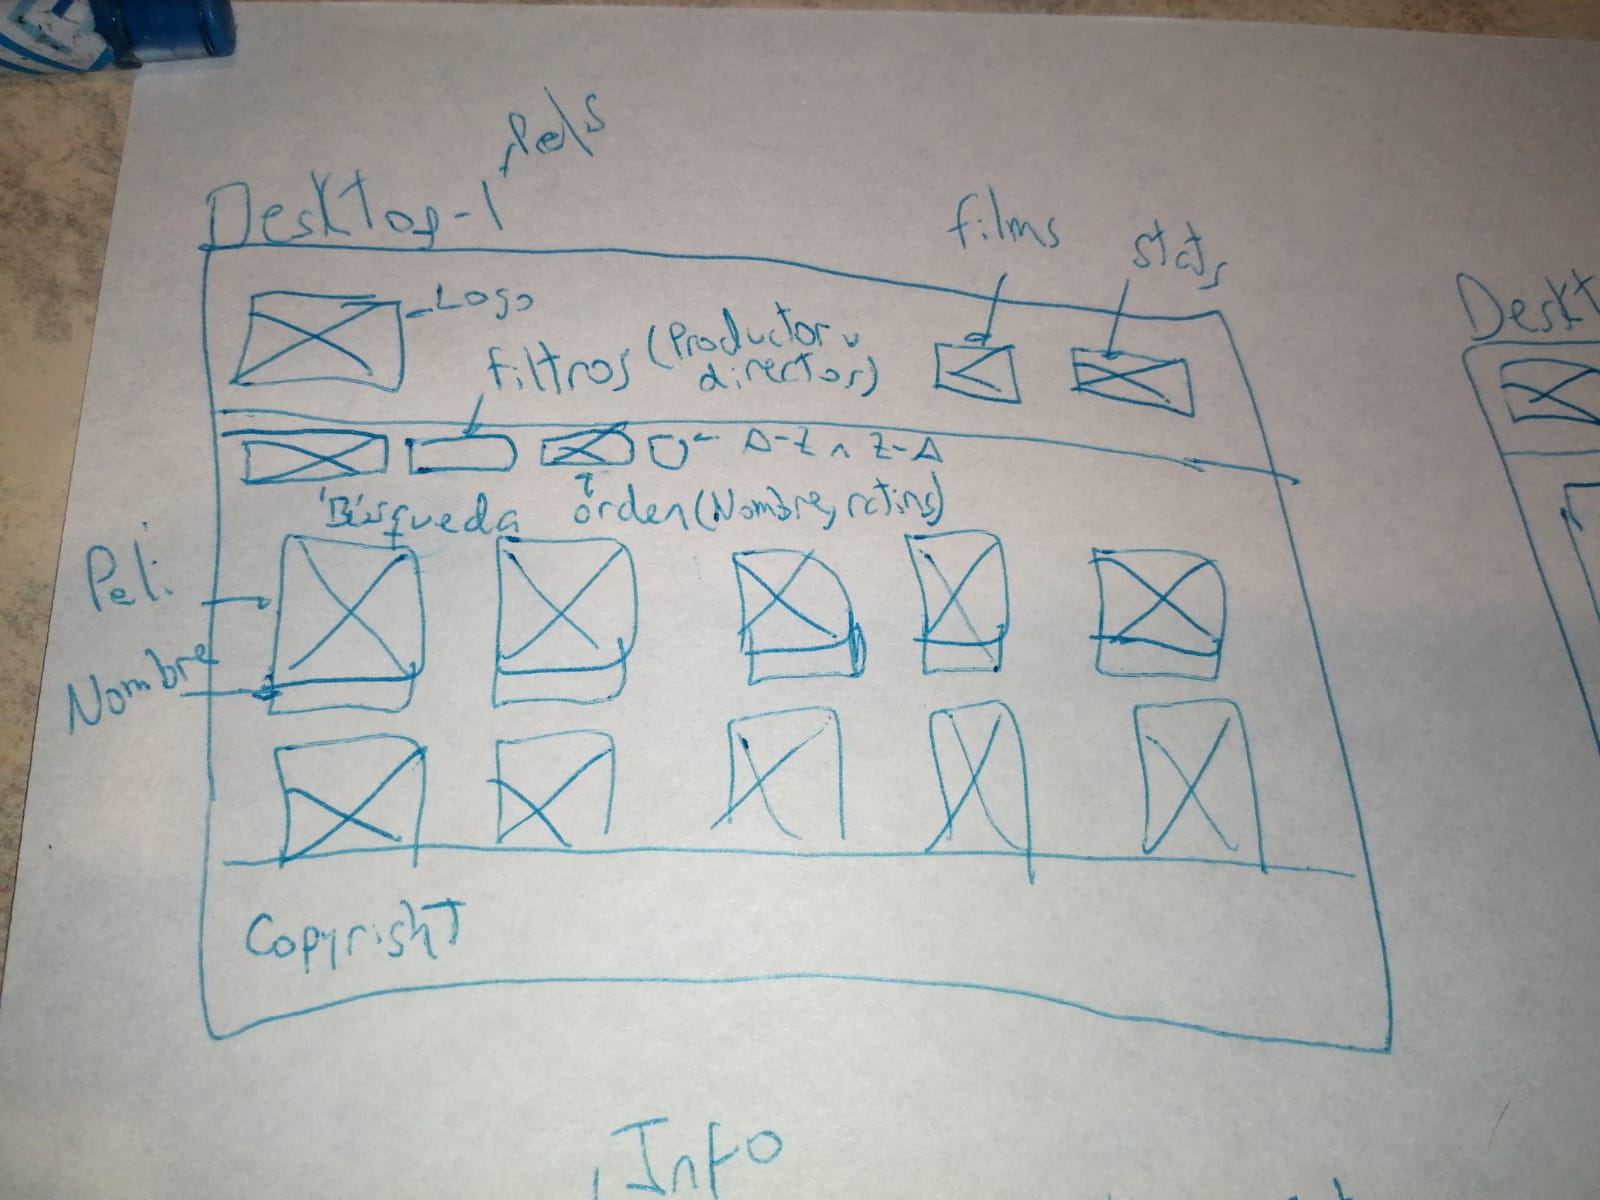 Pelis
Desktop-1
films
stats
Logo
filtros (Productor y
director)
A-Z ^ Z-A
Búsqueda
orden (Nombre, rating)
Peli
Nombre
Copyright
Info
Deskt